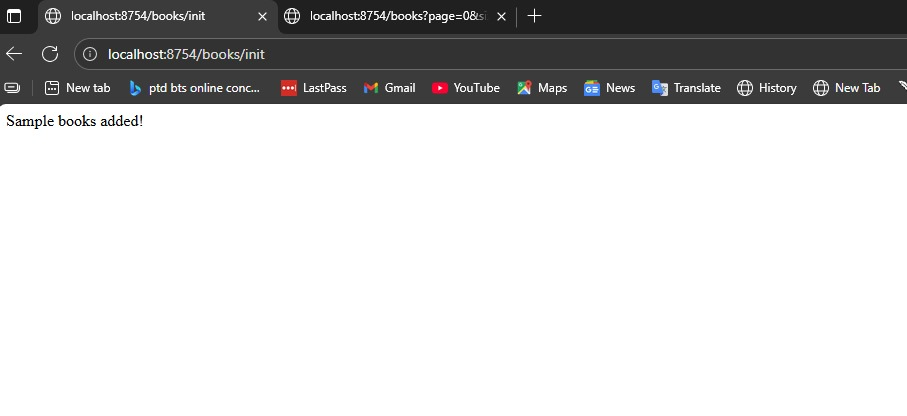 localhost:8754/books/init localhost:8754/books?page=0&si
localhost:8754/books/init
New tab ptd bts online conc... LastPass Gmail YouTube Maps News Translate History New Tab
Sample books added!